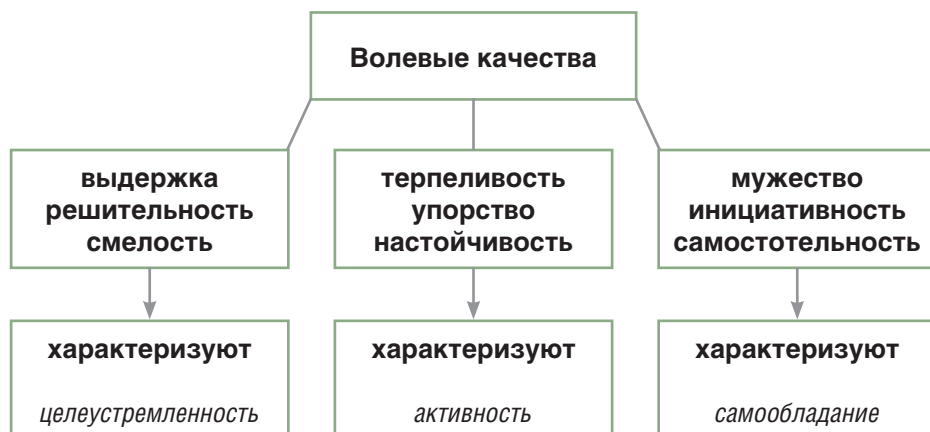 Волевые качества
выдержка
решительность
смелость
терпеливость
упорство
настойчивость
мужество
инициативность
самостотельность
характеризуют
целеустремленность
характеризуют
активность
характеризуют
самообладание